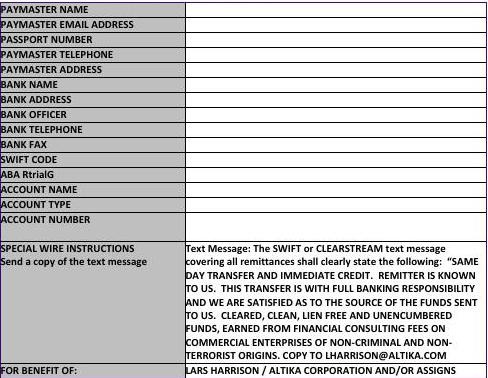 PAYMASTER NAME
PAYMASTER EMAIL ADDRESS
PASSPORT NUMBER
PAYMASTER TELEPHONE
PAYMASTER ADDRESS
BANK NAME
BANK ADDRESS
BANK OFFICER
BANK TELEPHONE
BANK FAX
SWIFT CODE
ABA RtrialG
ACCOUNT NAME
ACCOUNT TYPE
ACCOUNT NUMBER
SPECIAL WIRE INSTRUCTIONS
Send a copy of the text message
Text Message: The SWIFT or CLEARSTREAM text message
covering all remittances shall clearly state the following: “SAME
DAY TRANSFER AND IMMEDIATE CREDIT. REMITTER IS KNOWN
TO US. THIS TRANSFER IS WITH FULL BANKING RESPONSIBILITY
AND WE ARE SATISFIED AS TO THE SOURCE OF THE FUNDS SENT
TO US. CLEARED, CLEAN, LIEN FREE AND UNENCUMBERED
FUNDS, EARNED FROM FINANCIAL CONSULTING FEES ON
COMMERCIAL ENTERPRISES OF NON-CRIMINAL AND NON-
TERRORIST ORIGINS. COPY TO LHARRISON@ALTIKA.COM
FOR BENEFIT OF:
LARS HARRISON / ALTIKA CORPORATION AND/OR ASSIGNS